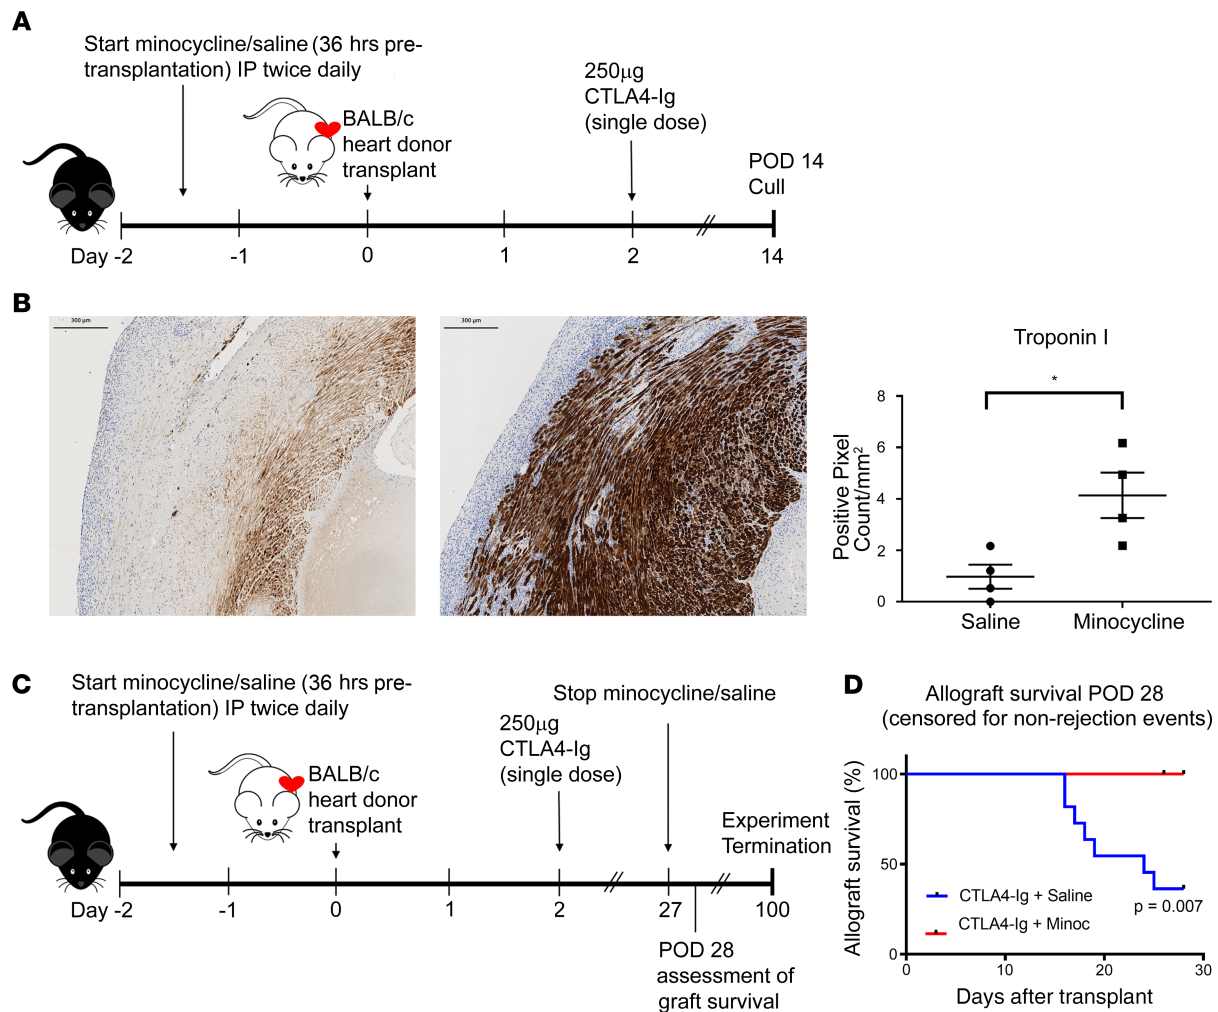 A
Start minocycline/saline (36 hrs pre-
transplantation) IP twice daily
BALB/c
heart donor
transplant
250μg
CTLA4-Ig
(single dose)
POD 14
Cull
Day -2 -1 0 1 2 14
B
300 μm
300 μm
Troponin I
*
Positive Pixel
Count/mm²
8
6
4
2
0
Saline Minocycline
C
Start minocycline/saline (36 hrs pre-
transplantation) IP twice daily
BALB/c
heart donor
transplant
250μg
CTLA4-Ig
(single dose)
Stop minocycline/saline
Experiment
Termination
Day -2 -1 0 1 2 27 100
POD 28
assessment of
graft survival
D
Allograft survival POD 28
(censored for non-rejection events)
Allograft survival (%)
100
50
0
CTLA4-Ig + Saline
CTLA4-Ig + Minoc
p = 0.007
0 10 20 30
Days after transplant